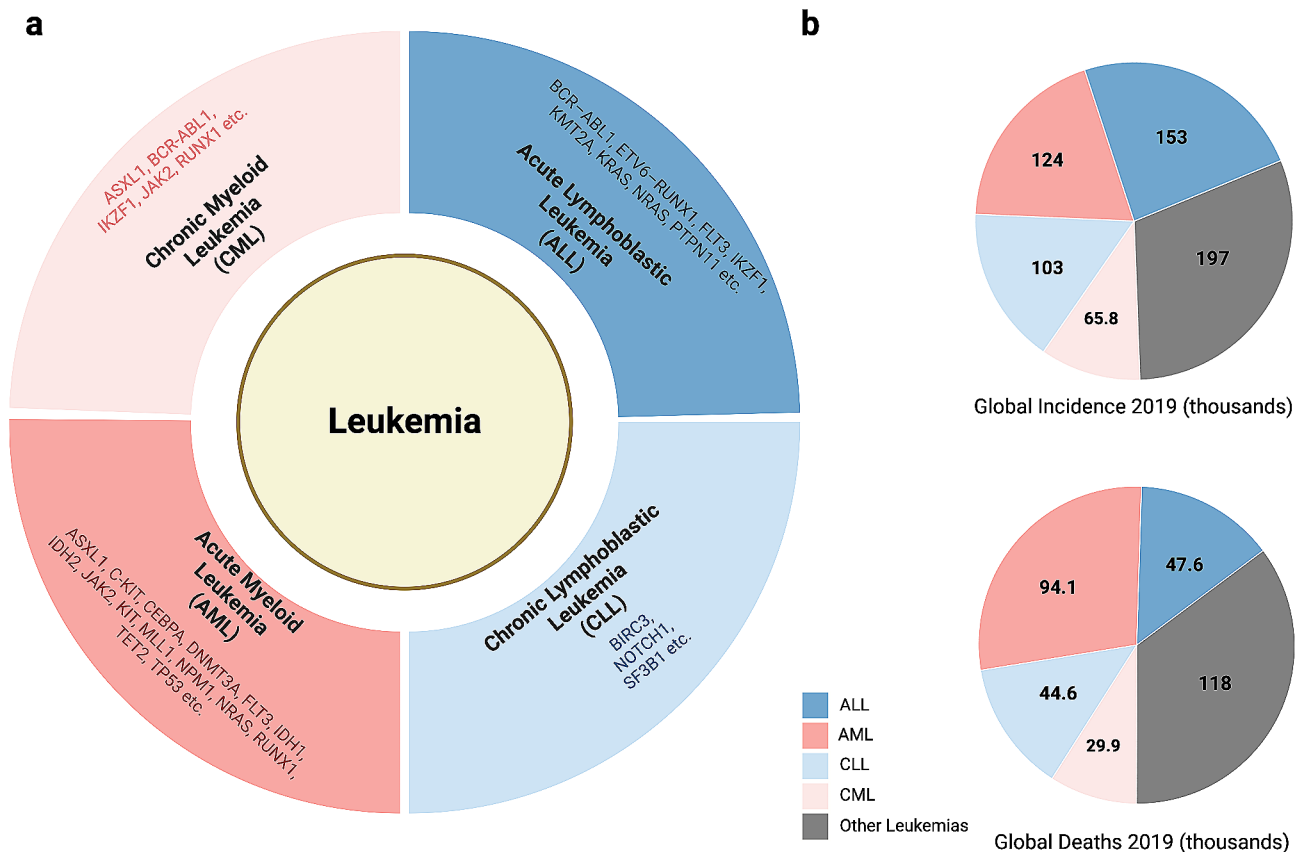 a
ASXL1, BCR-ABL1,
IKZF1, JAK2, RUNX1 etc.
Chronic Myeloid
Leukemia
(CML)
BCR–ABL1, ETV6–RUNX1, FLT3, IKZF1,
KMT2A, KRAS, NRAS, PTPN11 etc.
Acute Lymphoblastic
Leukemia
(ALL)
Leukemia
Acute Myeloid
Leukemia
(AML)
ASXL1, C-KIT, CEBPA, DNMT3A, FLT3, IDH1,
IDH2, JAK2, KIT, MLL1, NPM1, NRAS, RUNX1,
TET2, TP53 etc.
Chronic Lymphoblastic
Leukemia
(CLL)
BIRC3,
NOTCH1,
SF3B1 etc.
b
153
124
197
103
65.8
Global Incidence 2019 (thousands)
47.6
94.1
118
44.6
29.9
Global Deaths 2019 (thousands)
ALL
AML
CLL
CML
Other Leukemias